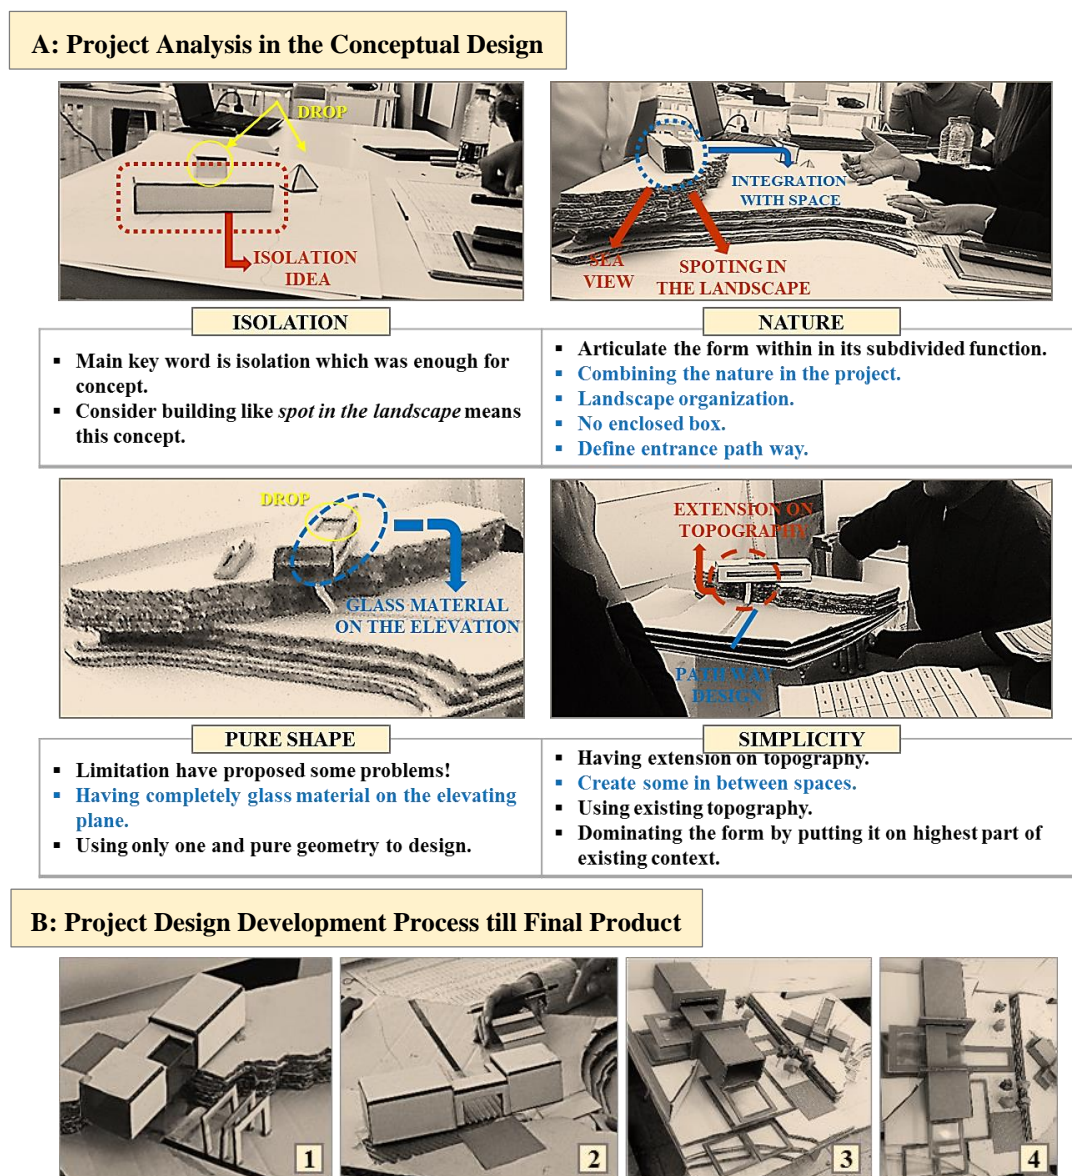 A: Project Analysis in the Conceptual Design
DROP
ISOLATION
IDEA
INTEGRATION
WITH SPACE
SEA
VIEW
SPOTING IN
THE LANDSCAPE
ISOLATION
▪ Main key word is isolation which was enough for
concept.
▪ Consider building like spot in the landscape means
this concept.
NATURE
▪ Articulate the form within in its subdivided function.
▪ Combining the nature in the project.
▪ Landscape organization.
▪ No enclosed box.
▪ Define entrance path way.
DROP
GLASS MATERIAL
ON THE ELEVATION
EXTENSION ON
TOPOGRAPHY
PATH WAY
DESIGN
PURE SHAPE
▪ Limitation have proposed some problems!
▪ Having completely glass material on the elevating
plane.
▪ Using only one and pure geometry to design.
SIMPLICITY
▪ Having extension on topography.
▪ Create some in between spaces.
▪ Using existing topography.
▪ Dominating the form by putting it on highest part of
existing context.
B: Project Design Development Process till Final Product
1
2
3
4